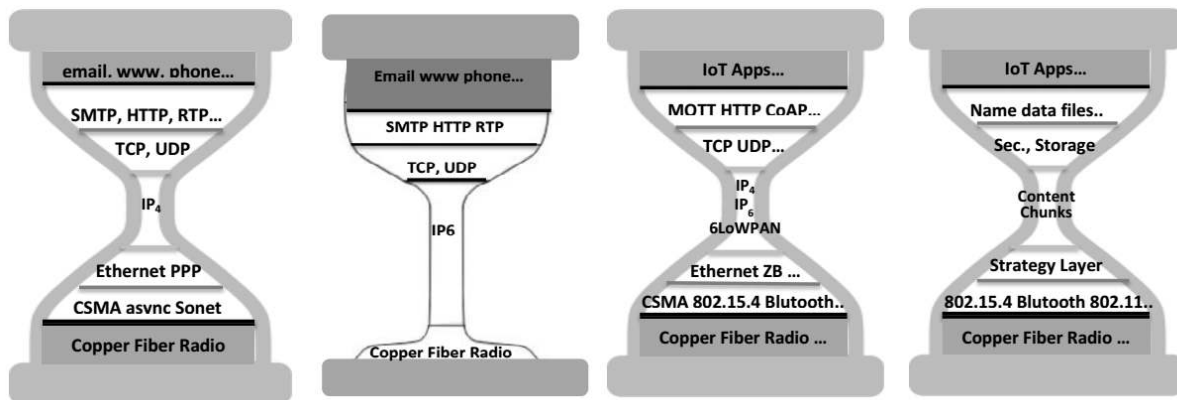 email, www, phone...
SMTP, HTTP, RTP...
TCP, UDP
IP4
Ethernet PPP
CSMA async Sonet
Copper Fiber Radio
Email www phone...
SMTP HTTP RTP
TCP, UDP
IP6
Copper Fiber Radio
IoT Apps...
MQTT HTTP CoAP...
TCP UDP...
IP4
IP6
6LoWPAN
Ethernet ZB ...
CSMA 802.15.4 Blutooth..
Copper Fiber Radio ...
IoT Apps...
Name data files..
Sec., Storage
Content
Chunks
Strategy Layer
802.15.4 Blutooth 802.11..
Copper Fiber Radio ...